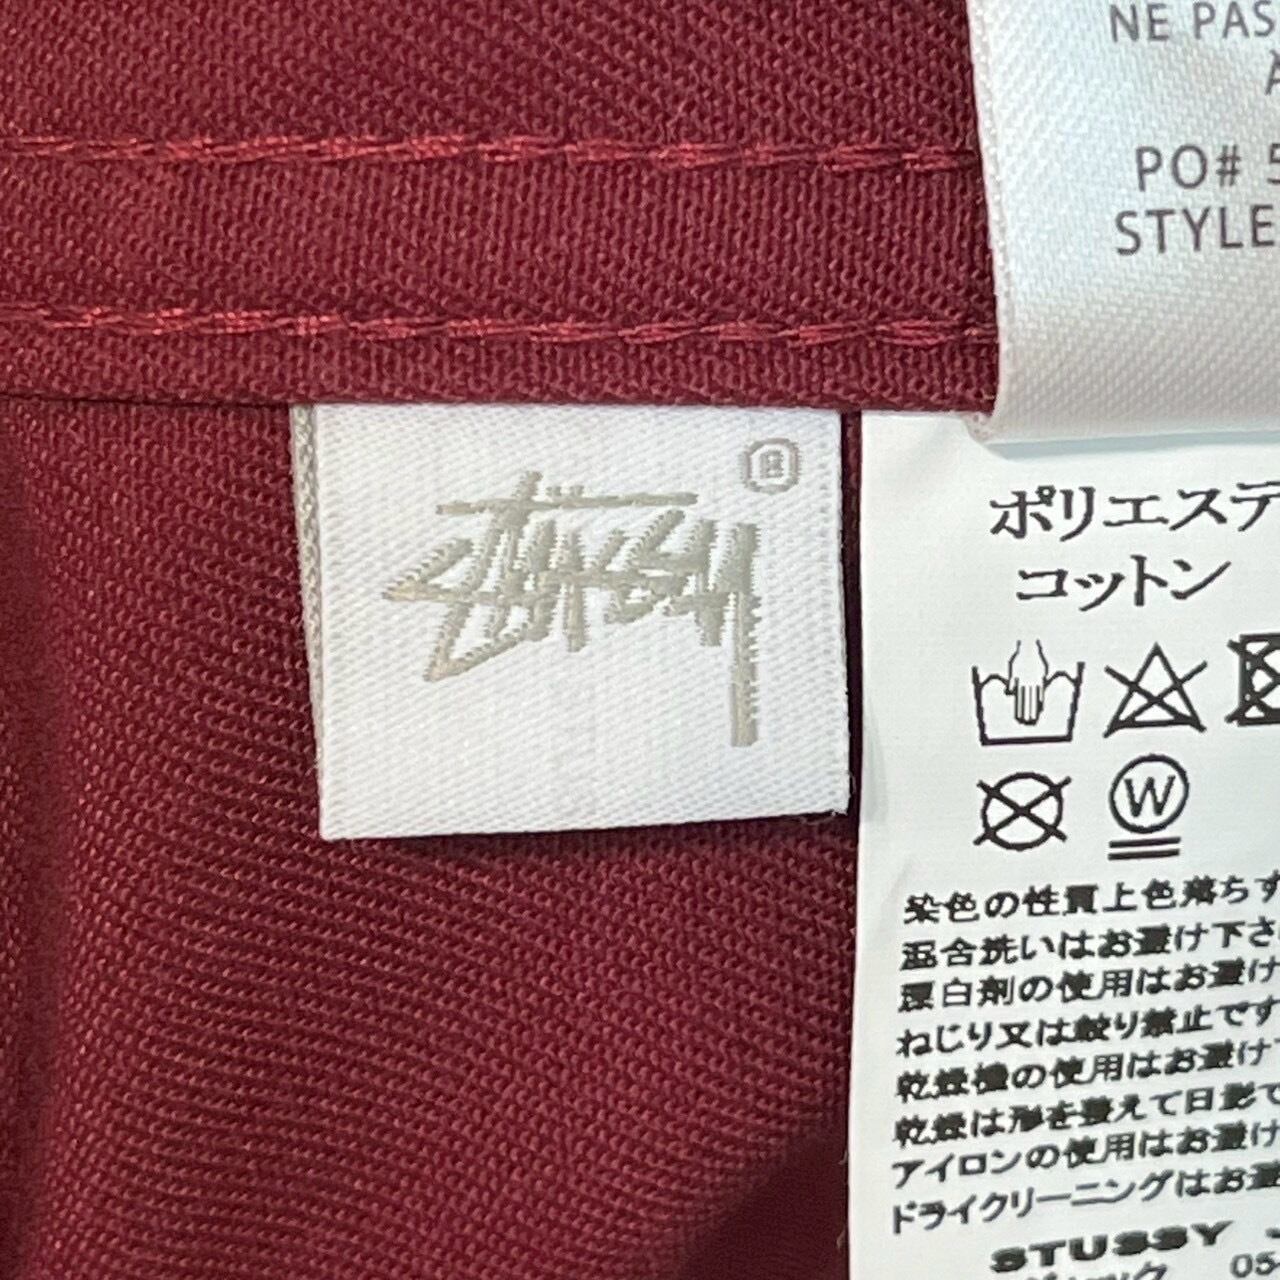 NE PAS
PO# 5
STYLE
®
STÜSSY
ポリエステ
コットン
W
染色の性質上色落ちす
混合洗いはお避け下さ
漂白剤の使用はお避け
ねじり又は絞り禁止です
乾燥機の使用はお避け
乾燥は形を整えて日影で
アイロンの使用はお避け
ドライクリーニングはお避
STUSSY J
05-